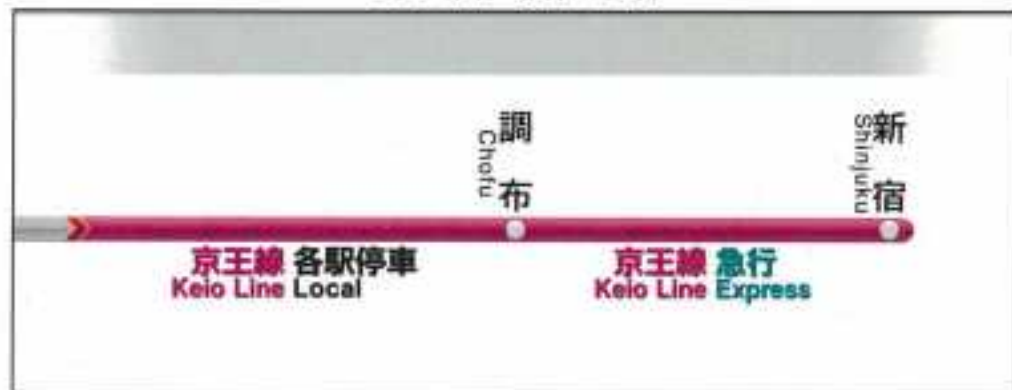 調布
Chofu
新宿
Shinjuku
京王線 各駅停車
Keio Line Local
京王線 急行
Keio Line Express